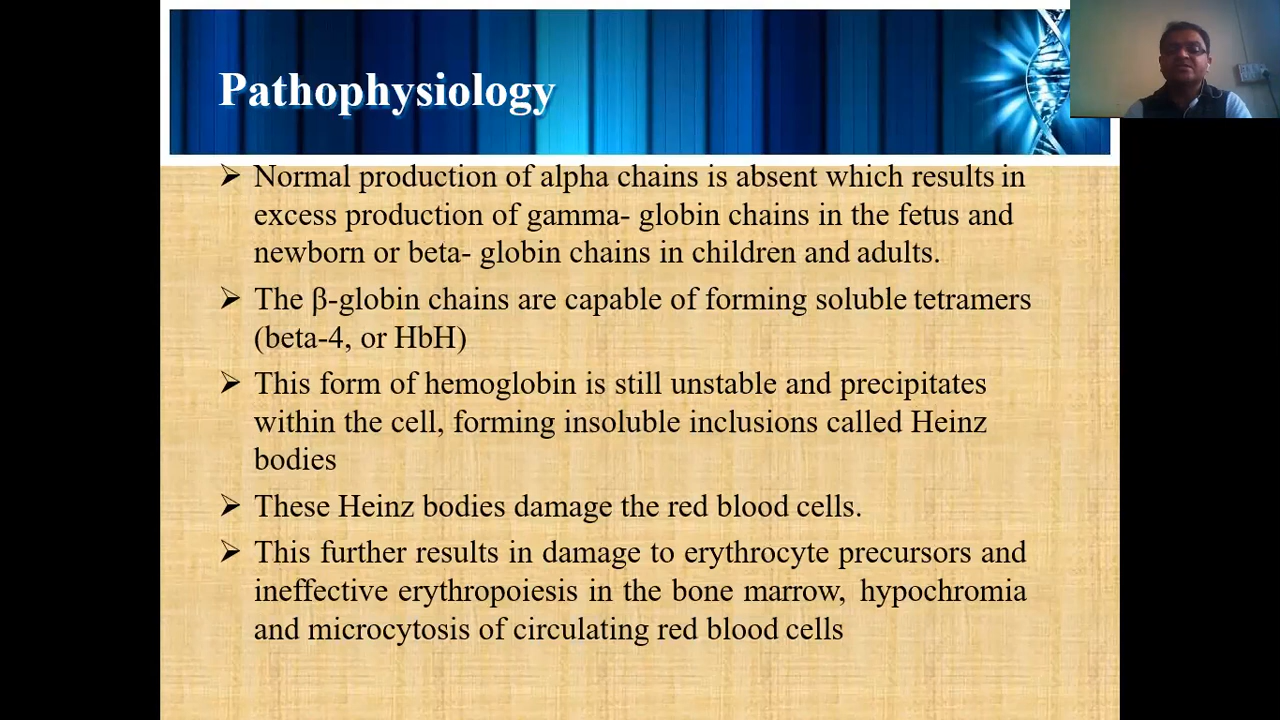 Pathophysiology
➢ Normal production of alpha chains is absent which results in
excess production of gamma- globin chains in the fetus and
newborn or beta- globin chains in children and adults.
➢ The β-globin chains are capable of forming soluble tetramers
(beta-4, or HbH)
➢ This form of hemoglobin is still unstable and precipitates
within the cell, forming insoluble inclusions called Heinz
bodies
➢ These Heinz bodies damage the red blood cells.
➢ This further results in damage to erythrocyte precursors and
ineffective erythropoiesis in the bone marrow, hypochromia
and microcytosis of circulating red blood cells